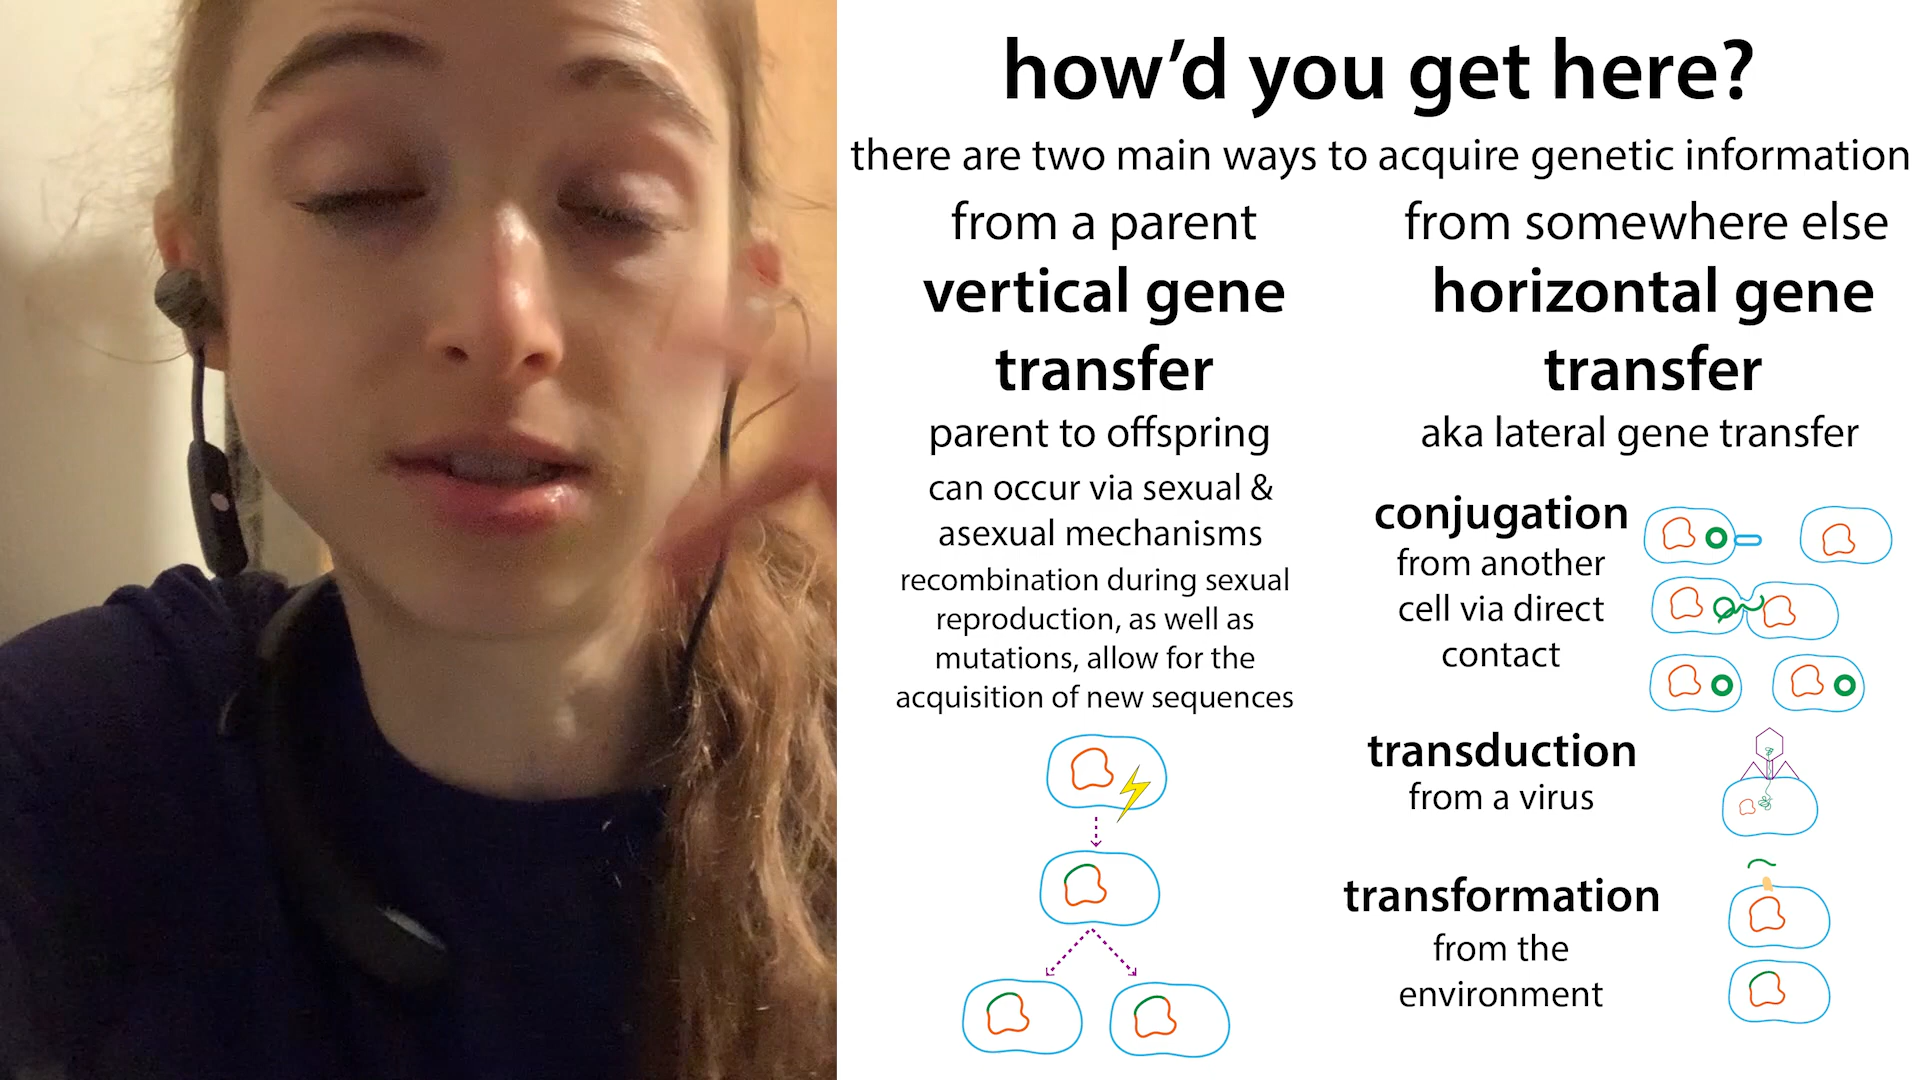 how'd you get here?
there are two main ways to acquire genetic information
from a parent
vertical gene
transfer
parent to offspring
can occur via sexual &
asexual mechanisms
recombination during sexual
reproduction, as well as
mutations, allow for the
acquisition of new sequences
from somewhere else
horizontal gene
transfer
aka lateral gene transfer
conjugation
from another
cell via direct
contact
transduction
from a virus
transformation
from the
environment